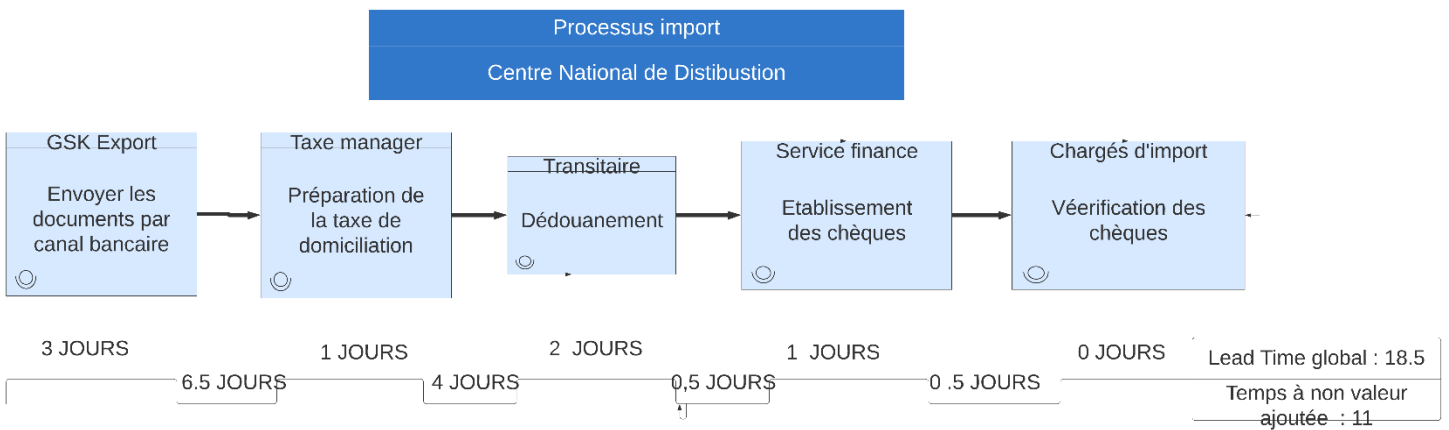 Processus import
Centre National de Distibustion
GSK Export
Envoyer les
documents par
canal bancaire
Taxe manager
Préparation de
la taxe de
domiciliation
Transitaire
Dédouanement
Service finance
Etablissement
des chèques
Chargés d'import
Véerification des
chèques
3 JOURS
6.5 JOURS
1 JOURS
4 JOURS
2 JOURS
0,5 JOURS
1 JOURS
0 .5 JOURS
0 JOURS
Lead Time global : 18.5
Temps à non valeur
ajoutée : 11